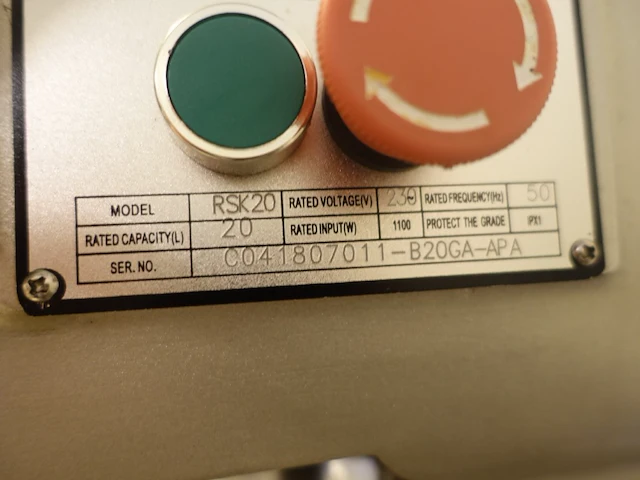 MODEL RSK20 RATED VOLTAGE(V) 230 RATED FREQUENCY(Hz) 50
RATED CAPACITY(L) 20 RATED INPUT(W) 1100 PROTECT THE GRADE IPX1
SER. NO. C041807011-B20GA-APA